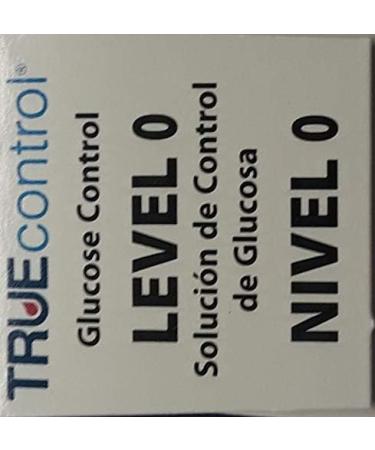 TRUEcontrol®
Glucose Control
LEVEL 0
Solución de Control
de Glucosa
NIVEL 0